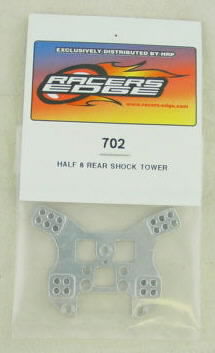 EXCLUSIVELY DISTRIBUTED BY HRP
RACERS
EDGE
www.racers-edge.com
702
HALF 8 REAR SHOCK TOWER